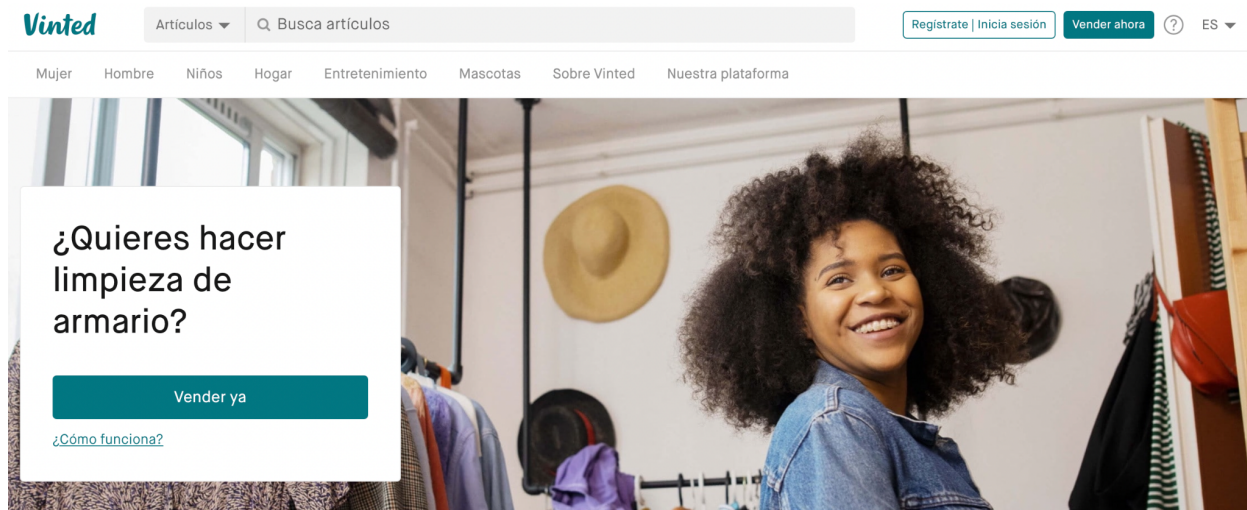 Vinted
Artículos
Busca artículos
Regístrate | Inicia sesión
Vender ahora
?
ES
Mujer Hombre Niños Hogar Entretenimiento Mascotas Sobre Vinted Nuestra plataforma
¿Quieres hacer
limpieza de
armario?
Vender ya
¿Cómo funciona?